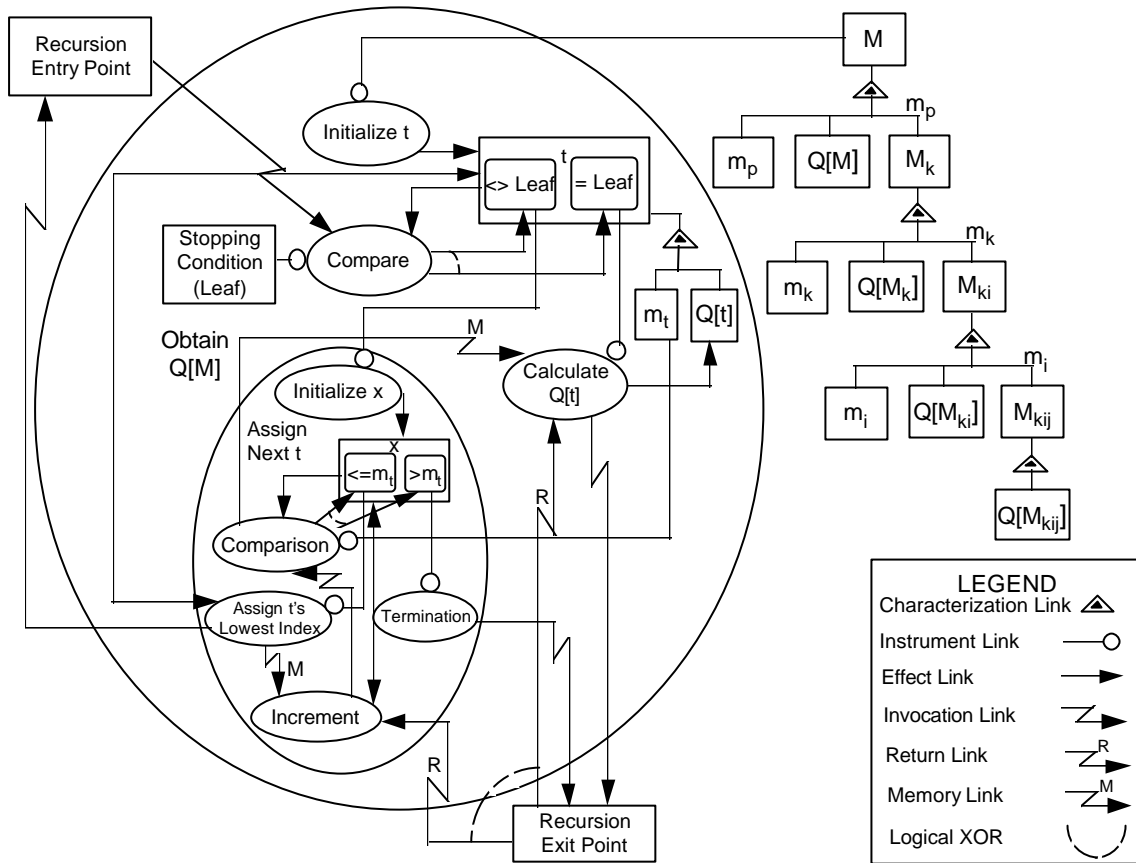 Recursion
Entry Point
M
Initialize t
m_p
t
<> Leaf
= Leaf
m_p
Q[M]
M_k
Stopping
Condition
(Leaf)
Compare
m_k
m_k
Q[M_k]
M_ki
m_t
Q[t]
Obtain
Q[M]
M
Calculate
Q[t]
Initialize x
m_i
m_i
Q[M_ki]
M_kij
Assign
Next t
x
<=m_t
>m_t
R
Q[M_kij]
Comparison
Assign t's
Lowest Index
Termination
M
Increment
R
Recursion
Exit Point
LEGEND
Characterization Link
Instrument Link
Effect Link
Invocation Link
Return Link
R
Memory Link
M
Logical XOR